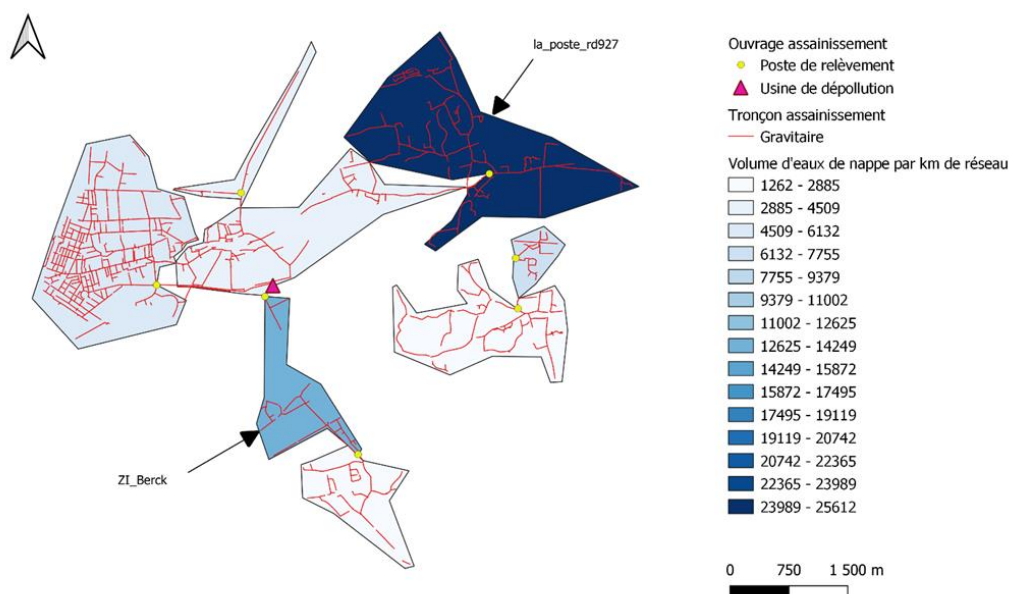 la_poste_rd927
ZI_Berck
Ouvrage assainissement
Poste de relèvement
Usine de dépollution
Tronçon assainissement
Gravitaire
Volume d'eaux de nappe par km de réseau
1262 - 2885
2885 - 4509
4509 - 6132
6132 - 7755
7755 - 9379
9379 - 11002
11002 - 12625
12625 - 14249
14249 - 15872
15872 - 17495
17495 - 19119
19119 - 20742
20742 - 22365
22365 - 23989
23989 - 25612
0 750 1 500 m